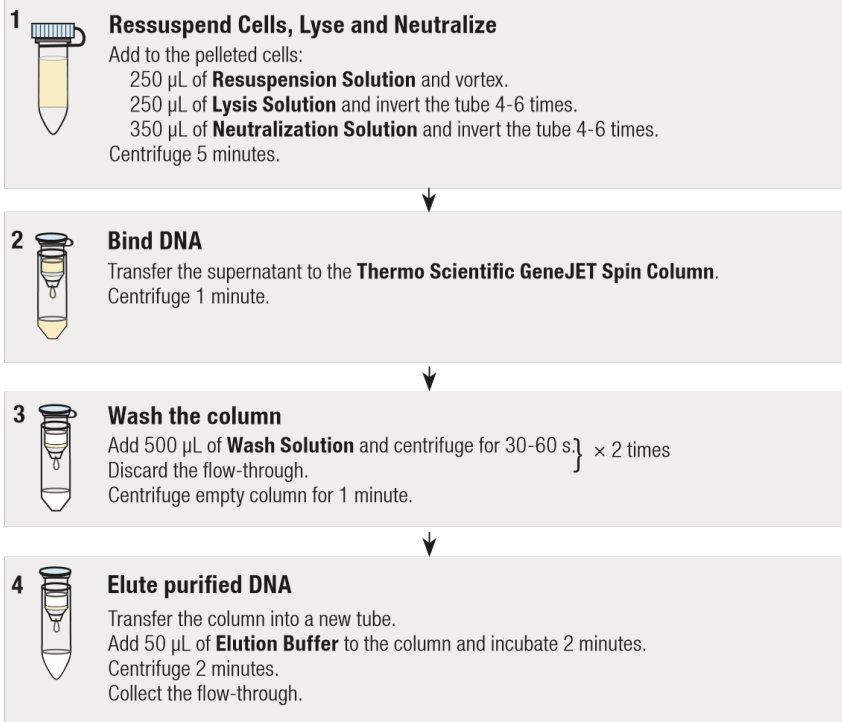 1
Ressuspend Cells, Lyse and Neutralize
Add to the pelleted cells:
250 µL of Resuspension Solution and vortex.
250 µL of Lysis Solution and invert the tube 4-6 times.
350 µL of Neutralization Solution and invert the tube 4-6 times.
Centrifuge 5 minutes.
2
Bind DNA
Transfer the supernatant to the Thermo Scientific GeneJET Spin Column.
Centrifuge 1 minute.
3
Wash the column
Add 500 µL of Wash Solution and centrifuge for 30-60 s.} × 2 times
Discard the flow-through.
Centrifuge empty column for 1 minute.
4
Elute purified DNA
Transfer the column into a new tube.
Add 50 µL of Elution Buffer to the column and incubate 2 minutes.
Centrifuge 2 minutes.
Collect the flow-through.